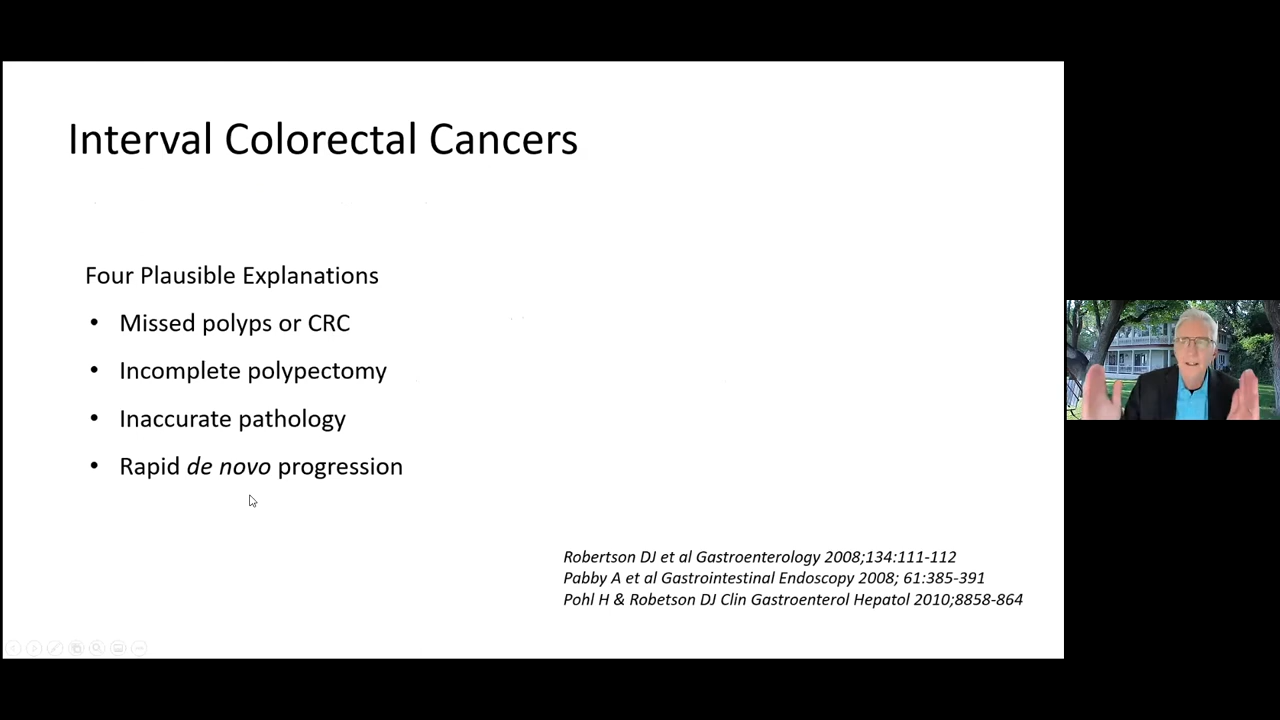 Interval Colorectal Cancers
Four Plausible Explanations
• Missed polyps or CRC
• Incomplete polypectomy
• Inaccurate pathology
• Rapid de novo progression
Robertson DJ et al Gastroenterology 2008;134:111-112
Pabby A et al Gastrointestinal Endoscopy 2008; 61:385-391
Pohl H & Robetson DJ Clin Gastroenterol Hepatol 2010;8858-864